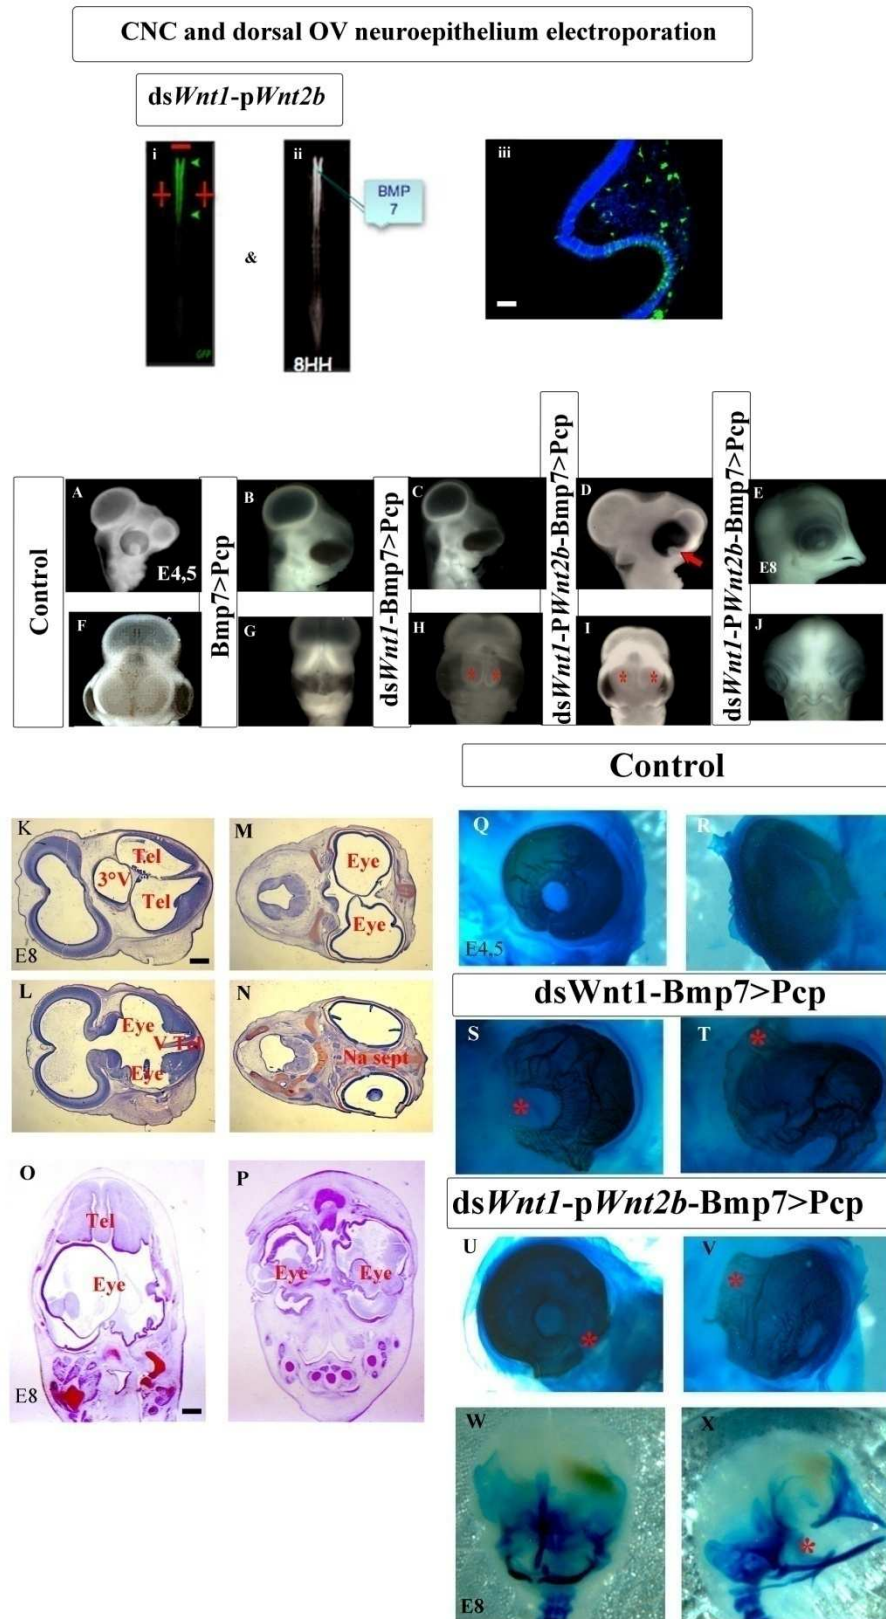 CNC and dorsal OV neuroepithelium electroporation
dsWnt1-pWnt2b
i
ii
iii
BMP
7
&
GFP
8HH
Control
A
E4,5
Bmp7>Pcp
B
dsWnt1-Bmp7>Pcp
C
dsWnt1-PWnt2b-Bmp7>Pcp
D
dsWnt1-PWnt2b-Bmp7>Pcp
E
E8
F
G
H
* *
I
* *
J
Control
K
Tel
3°V
Tel
E8
M
Eye
Eye
Q
E4,5
R
dsWnt1-Bmp7>Pcp
L
Eye
V Tel
Eye
N
Na sept
S
*
T
*
dsWnt1-pWnt2b-Bmp7>Pcp
O
Tel
Eye
E8
P
Eye
Eye
U
*
V
*
W
E8
X
*